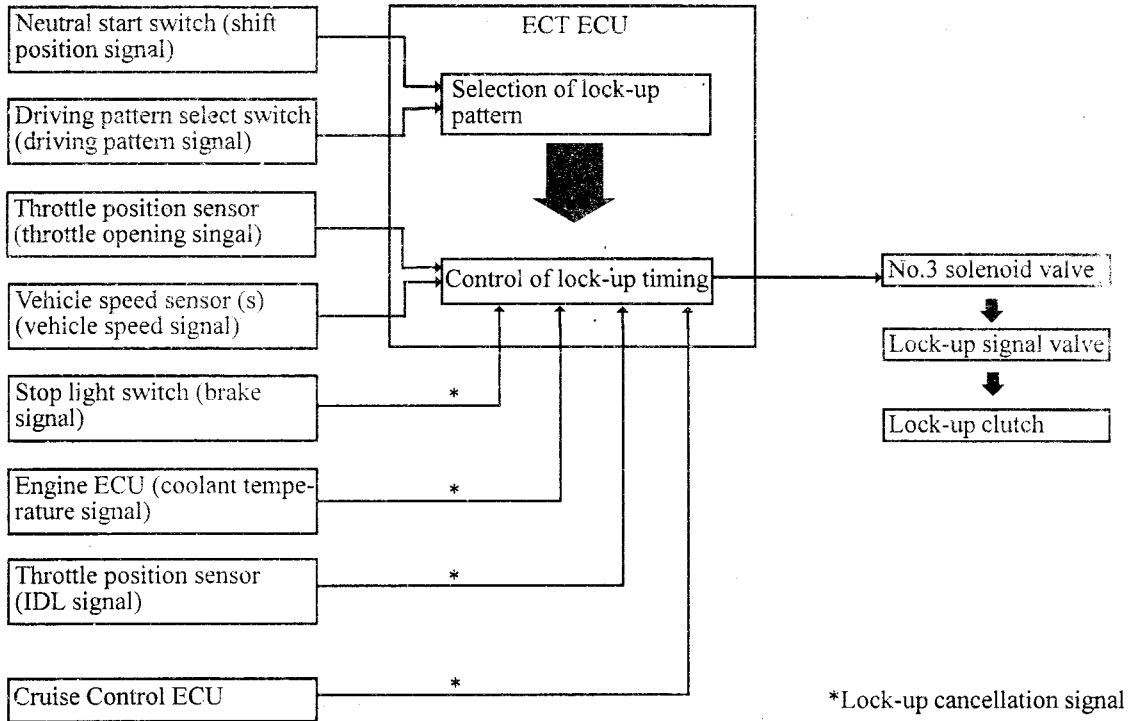 Neutral start switch (shift
position signal)
Driving pattern select switch
(driving pattern signal)
Throttle position sensor
(throttle opening singal)
Vehicle speed sensor (s)
(vehicle speed signal)
Stop light switch (brake
signal)
Engine ECU (coolant tempe-
rature signal)
Throttle position sensor
(IDL signal)
Cruise Control ECU
ECT ECU
Selection of lock-up
pattern
Control of lock-up timing
*
*
*
*
No.3 solenoid valve
Lock-up signal valve
Lock-up clutch
*Lock-up cancellation signal